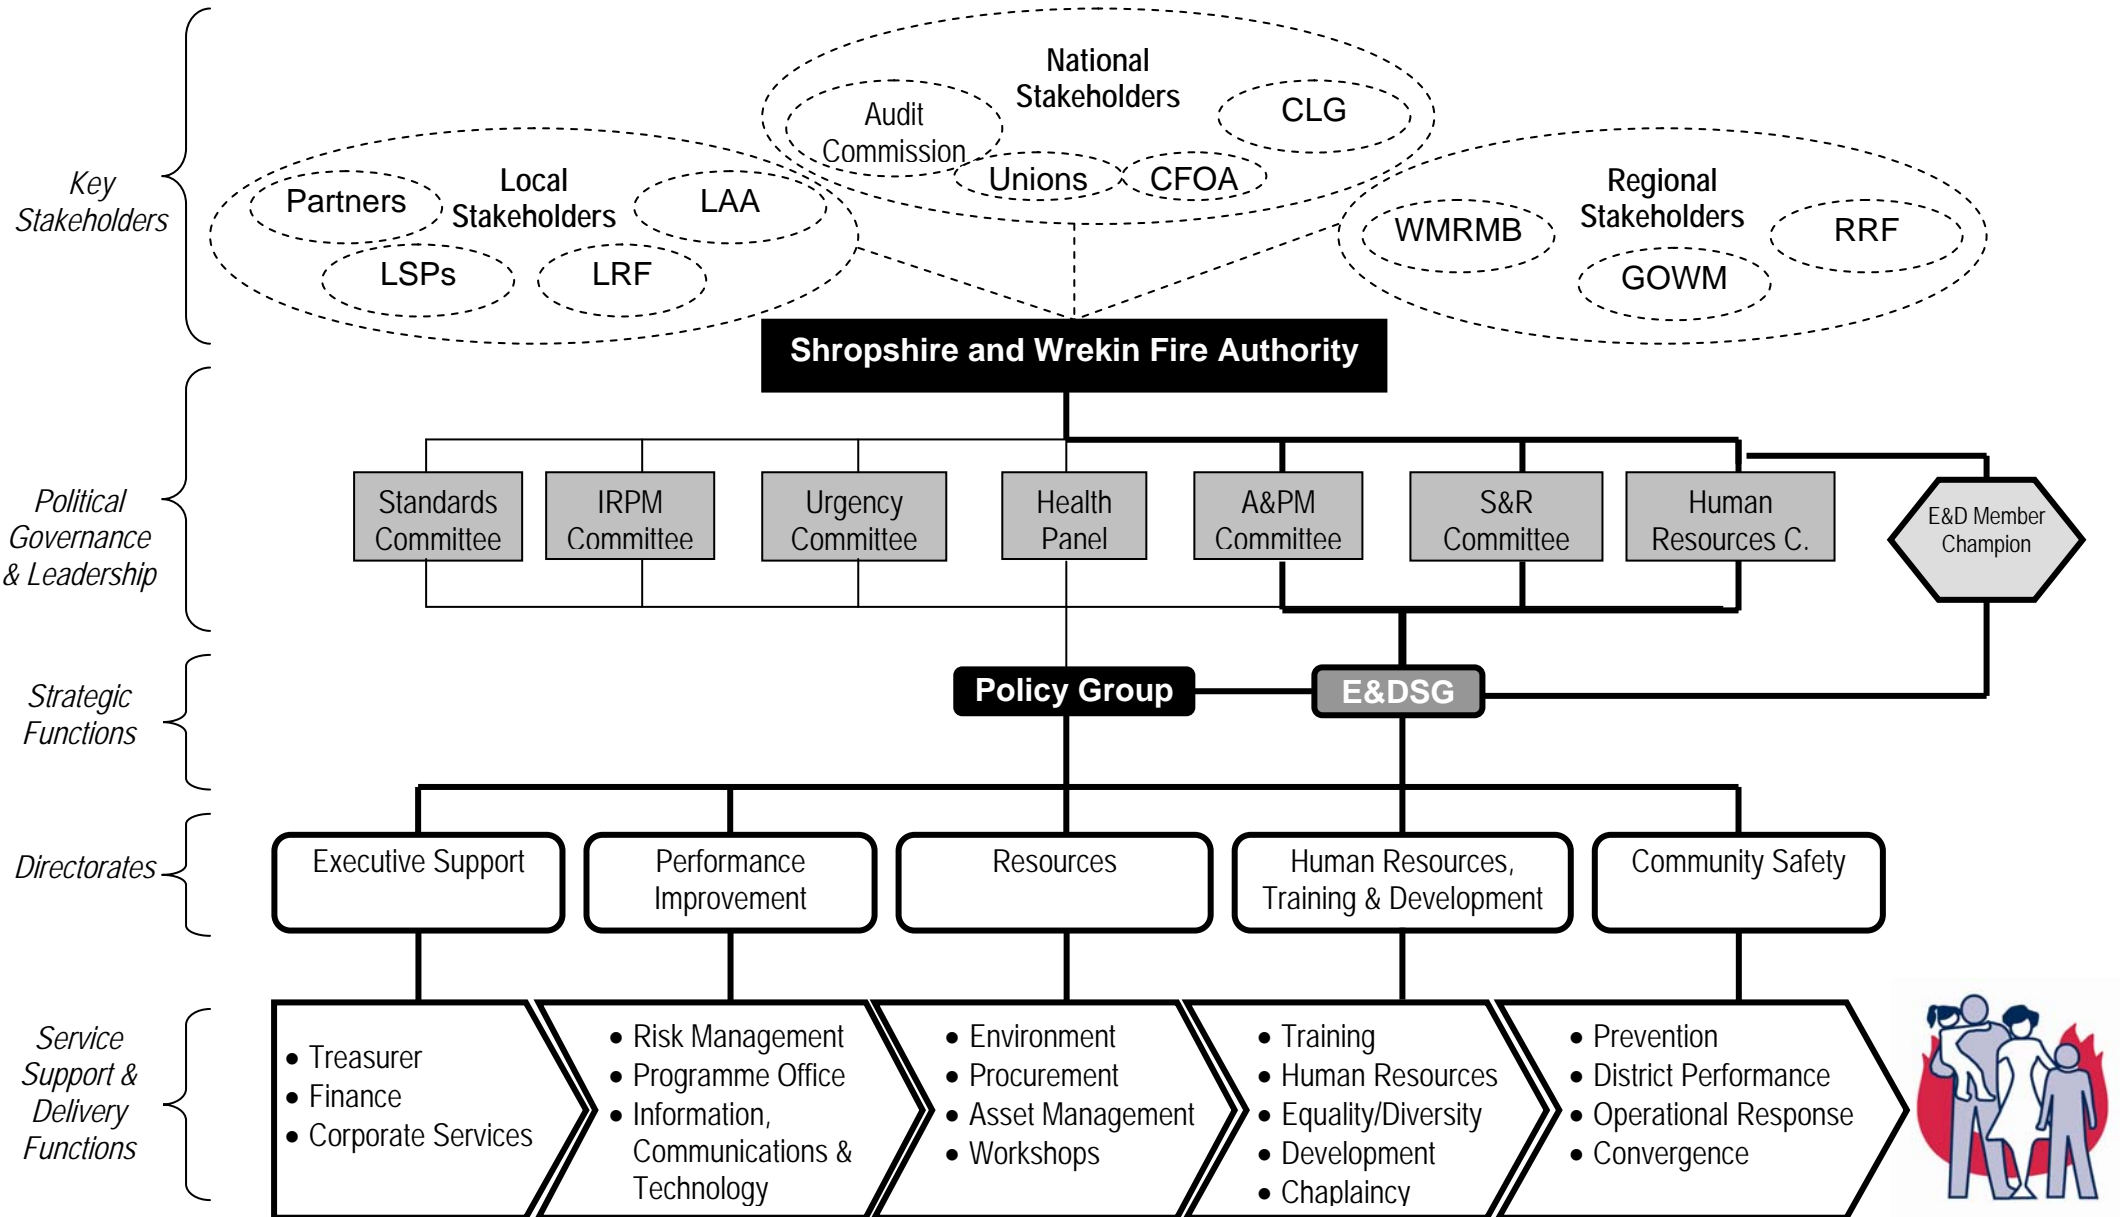 National
Stakeholders
Audit
Commission
CLG
Unions
CFOA
Key
Stakeholders
Local
Stakeholders
Partners
LAA
LSPs
LRF
Regional
Stakeholders
WMRMB
RRF
GOWM
Shropshire and Wrekin Fire Authority
Political
Governance
& Leadership
Standards
Committee
IRPM
Committee
Urgency
Committee
Health
Panel
A&PM
Committee
S&R
Committee
Human
Resources C.
E&D Member
Champion
Strategic
Functions
Policy Group
E&DSG
Directorates
Executive Support
Performance
Improvement
Resources
Human Resources,
Training & Development
Community Safety
Service
Support &
Delivery
Functions
• Treasurer
• Finance
• Corporate Services
• Risk Management
• Programme Office
• Information,
Communications &
Technology
• Environment
• Procurement
• Asset Management
• Workshops
• Training
• Human Resources
• Equality/Diversity
• Development
• Chaplaincy
• Prevention
• District Performance
• Operational Response
• Convergence